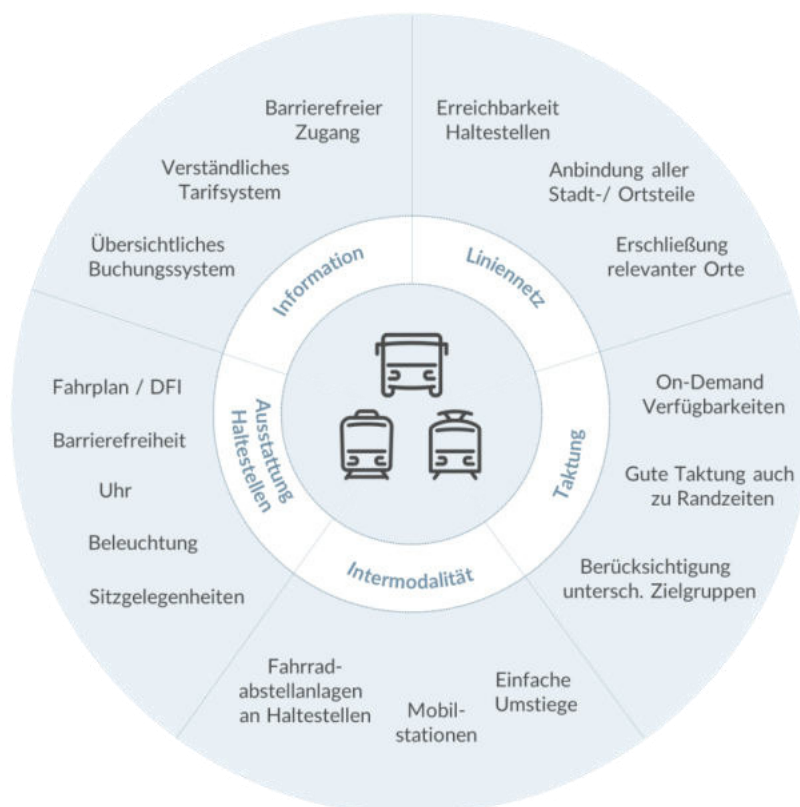 Barrierefreier
Zugang
Verständliches
Tarifsystem
Übersichtliches
Buchungssystem
Information
Erreichbarkeit
Haltestellen
Anbindung aller
Stadt-/ Ortsteile
Erschließung
relevanter Orte
Liniennetz
On-Demand
Verfügbarkeiten
Gute Taktung auch
zu Randzeiten
Berücksichtigung
untersch. Zielgruppen
Taktung
Intermodalität
Einfache
Umstiege
Mobil-
stationen
Fahrrad-
abstellanlagen
an Haltestellen
Ausstattung
Haltestellen
Fahrplan / DFI
Barrierefreiheit
Uhr
Beleuchtung
Sitzgelegenheiten